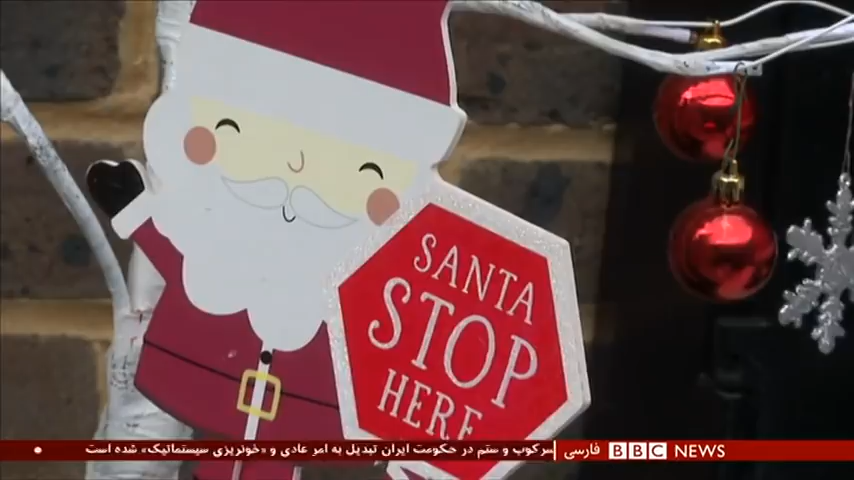 SANTA
STOP
HERE
سرکوب و ستم در حکومت ایران تبدیل به امر عادی و «خونریزی سیستماتیک» شده است
فارسی BBC NEWS